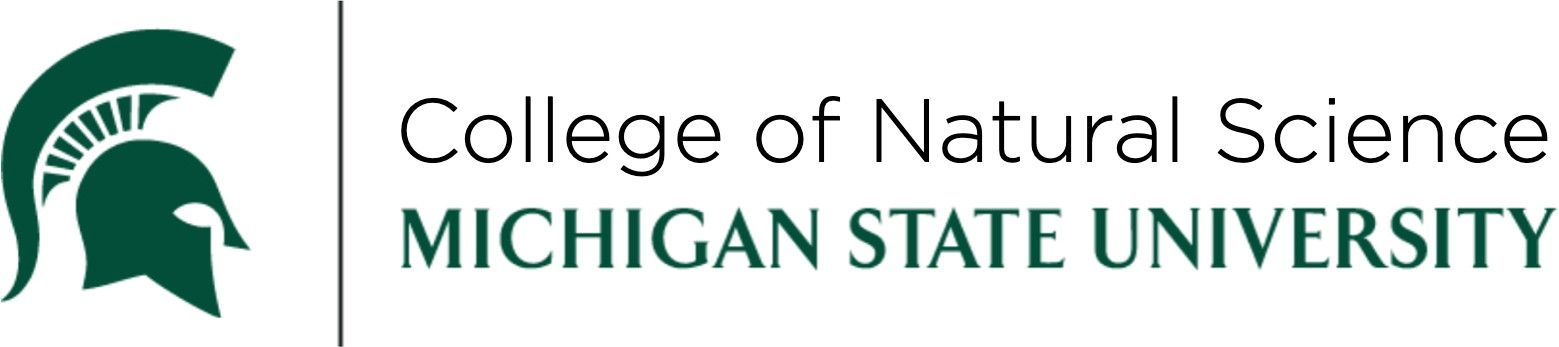 College of Natural Science
MICHIGAN STATE UNIVERSITY